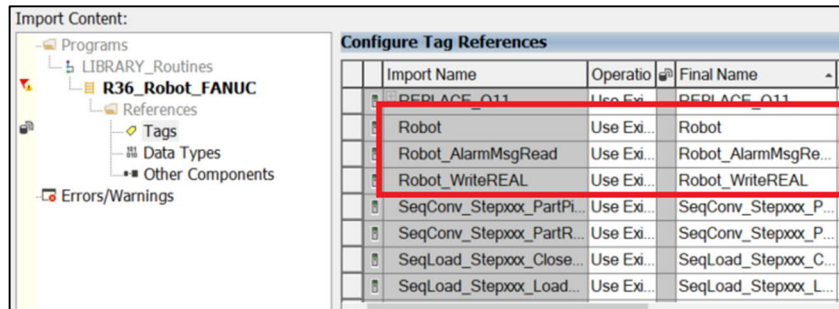 Import Content:
Programs
LIBRARY_Routines
R36_Robot_FANUC
References
Tags
Data Types
Other Components
Errors/Warnings
Configure Tag References
Import Name Operatio Final Name
REPLACE_O11 Use Exi... REPLACE_O11
Robot Use Exi... Robot
Robot_AlarmMsgRead Use Exi... Robot_AlarmMsgRe...
Robot_WriteREAL Use Exi... Robot_WriteREAL
SeqConv_Stepxxx_PartPi... Use Exi... SeqConv_Stepxxx_P...
SeqConv_Stepxxx_PartR... Use Exi... SeqConv_Stepxxx_P...
SeqLoad_Stepxxx_Close... Use Exi... SeqLoad_Stepxxx_C...
SeqLoad_Stepxxx_Load... Use Exi... SeqLoad_Stepxxx_L...